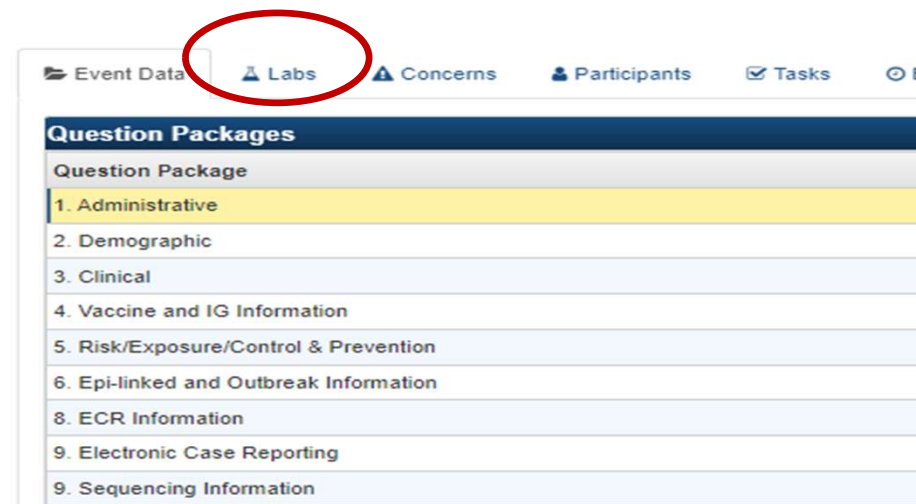 Event Data Labs Concerns Participants Tasks
Question Packages
Question Package
1. Administrative
2. Demographic
3. Clinical
4. Vaccine and IG Information
5. Risk/Exposure/Control & Prevention
6. Epi-linked and Outbreak Information
8. ECR Information
9. Electronic Case Reporting
9. Sequencing Information